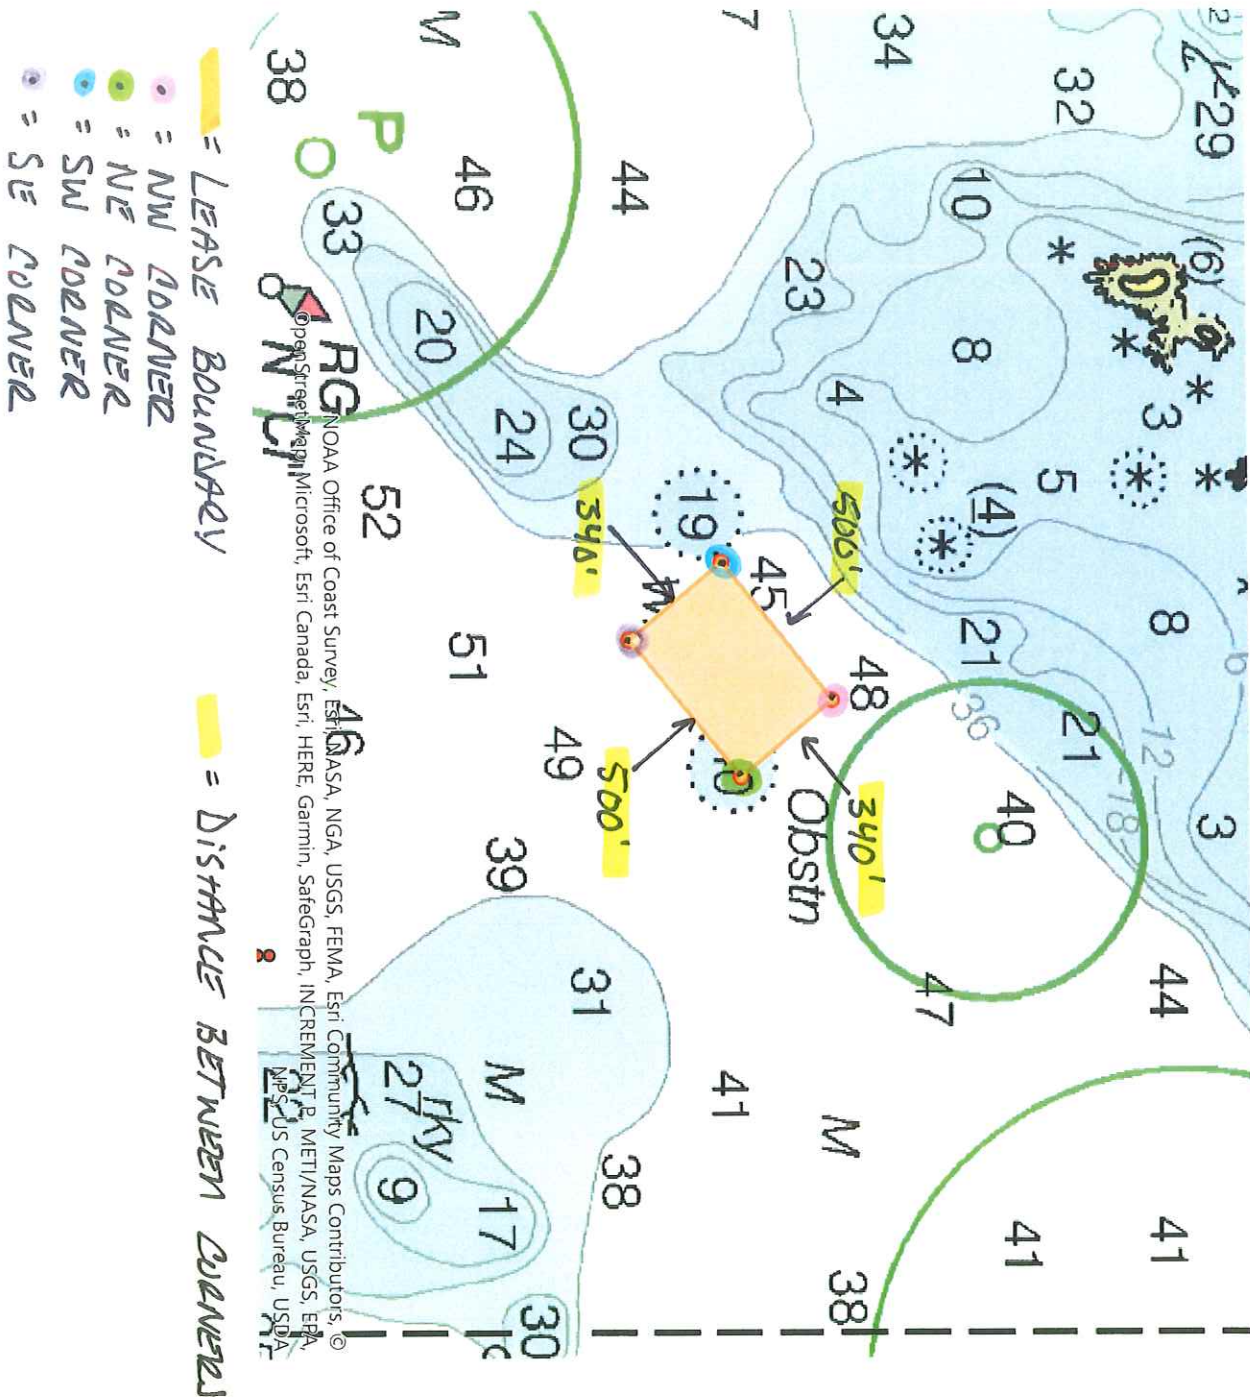 2 29 (6) 3
6
3 8 44 41
12
18
32 5 21
40 41
(4)
10 8 21 36
47
34
48 340'
4 500' M 38
23 Obstn
45
7 41
19
44 500' 38
30 340' 31
49
30
24 39 M 17
46 51
M 20 rky
27 9
P 52
33 RG 46
NOAA Office of Coast Survey, Esri, NASA, NGA, USGS, FEMA, Esri Community Maps Contributors, ©
OpenStreetMap, Microsoft, Esri Canada, Esri, HERE, Garmin, SafeGraph, INCREMENT P, METI/NASA, USGS, EPA,
NPS, US Census Bureau, USDA
38
= LEASE BOUNDARY
= DISTANCE BETWEEN CORNERS
= NW CORNER
= NE CORNER
= SW CORNER
= SE CORNER